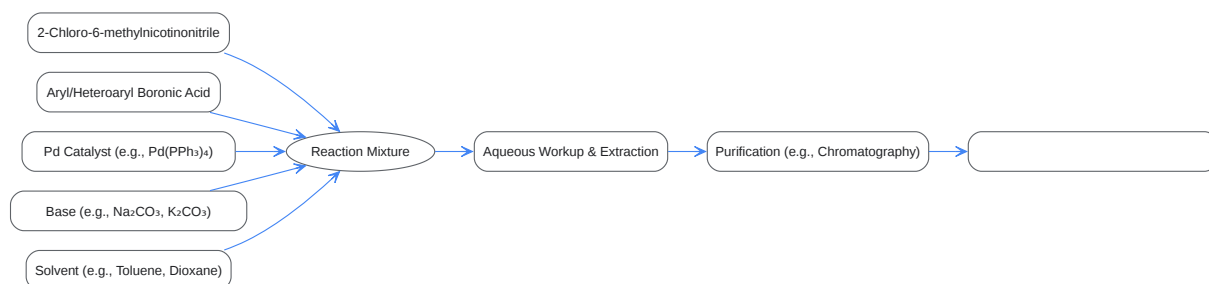 2-Chloro-6-methylnicotinonitrile
Aryl/Heteroaryl Boronic Acid
Pd Catalyst (e.g., Pd(PPh₃)₄)
Base (e.g., Na₂CO₃, K₂CO₃)
Solvent (e.g., Toluene, Dioxane)
Reaction Mixture
Aqueous Workup & Extraction
Purification (e.g., Chromatography)